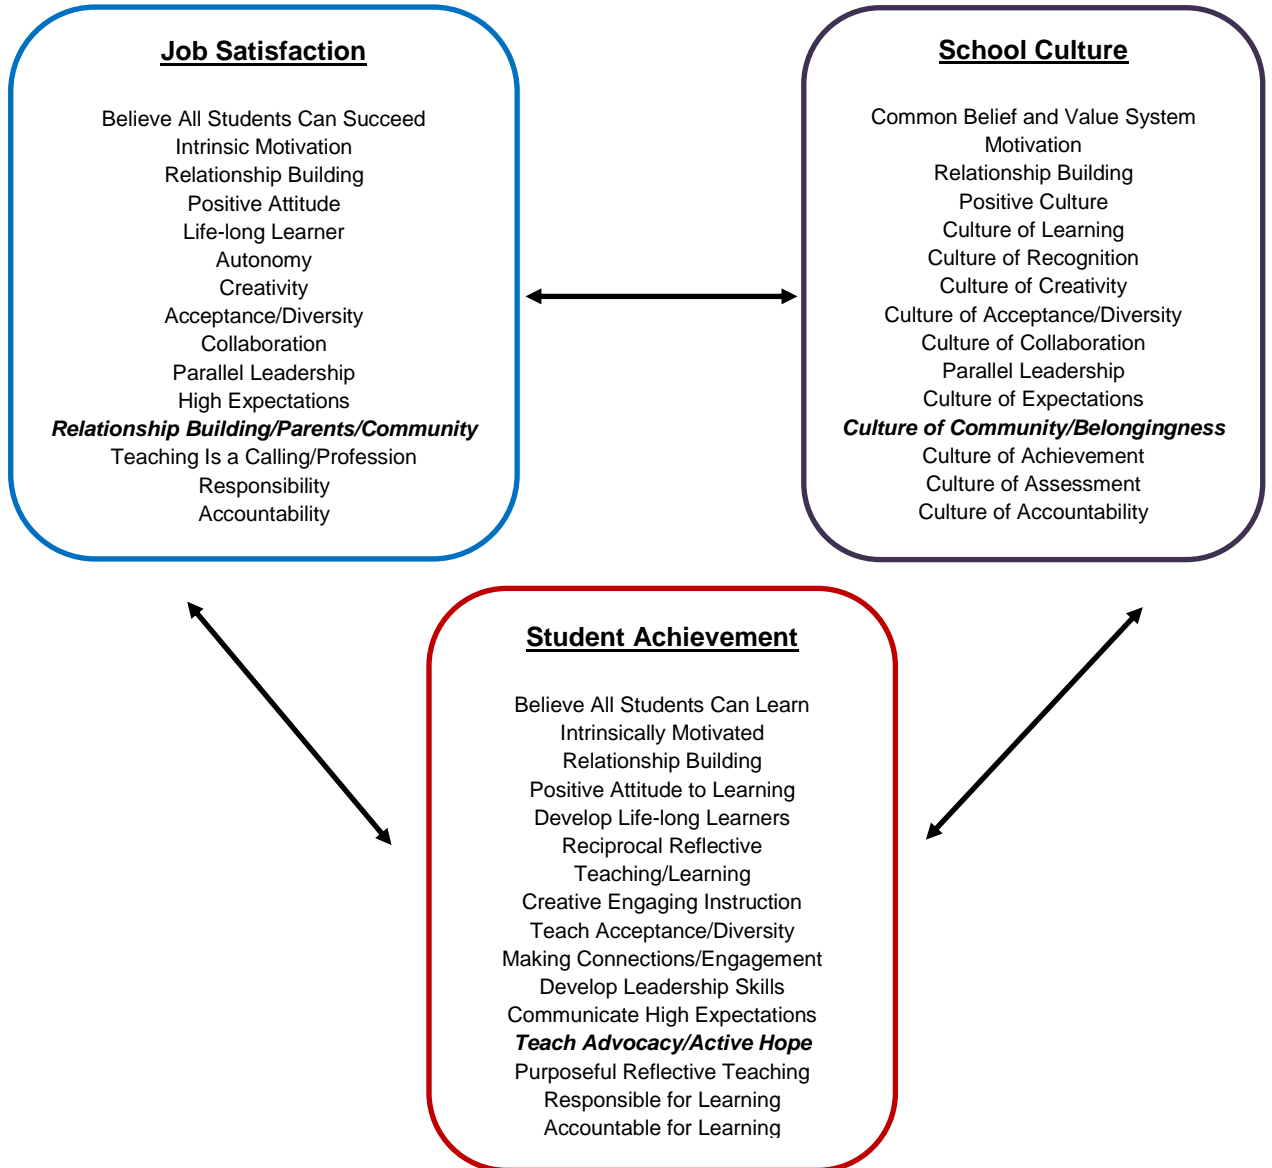 Job Satisfaction
Believe All Students Can Succeed
Intrinsic Motivation
Relationship Building
Positive Attitude
Life-long Learner
Autonomy
Creativity
Acceptance/Diversity
Collaboration
Parallel Leadership
High Expectations
Relationship Building/Parents/Community
Teaching Is a Calling/Profession
Responsibility
Accountability
School Culture
Common Belief and Value System
Motivation
Relationship Building
Positive Culture
Culture of Learning
Culture of Recognition
Culture of Creativity
Culture of Acceptance/Diversity
Culture of Collaboration
Parallel Leadership
Culture of Expectations
Culture of Community/Belongingness
Culture of Achievement
Culture of Assessment
Culture of Accountability
Student Achievement
Believe All Students Can Learn
Intrinsically Motivated
Relationship Building
Positive Attitude to Learning
Develop Life-long Learners
Reciprocal Reflective
Teaching/Learning
Creative Engaging Instruction
Teach Acceptance/Diversity
Making Connections/Engagement
Develop Leadership Skills
Communicate High Expectations
Teach Advocacy/Active Hope
Purposeful Reflective Teaching
Responsible for Learning
Accountable for Learning